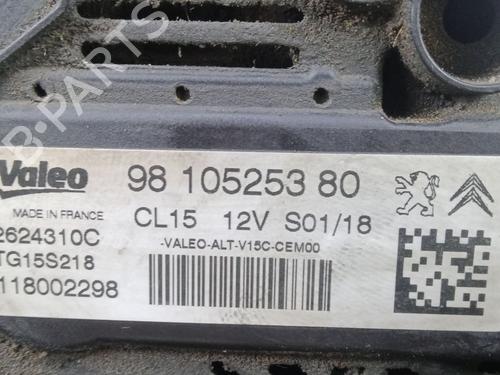 B-PARTS
Valeo 98 105253 80
MADE IN FRANCE CL15 12V S01/18
2624310C -VALEO-ALT-V15C-CEM00
TG15S218
118002298